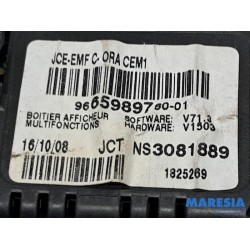 JCE-EMF C- ORA CEM1
9665989780-01
BOITIER AFFICHEUR SOFTWARE: V71.3
MULTIFONCTIONS HARDWARE: V1503
16/10/08 JCT NS3081889
1825269
MARESIA